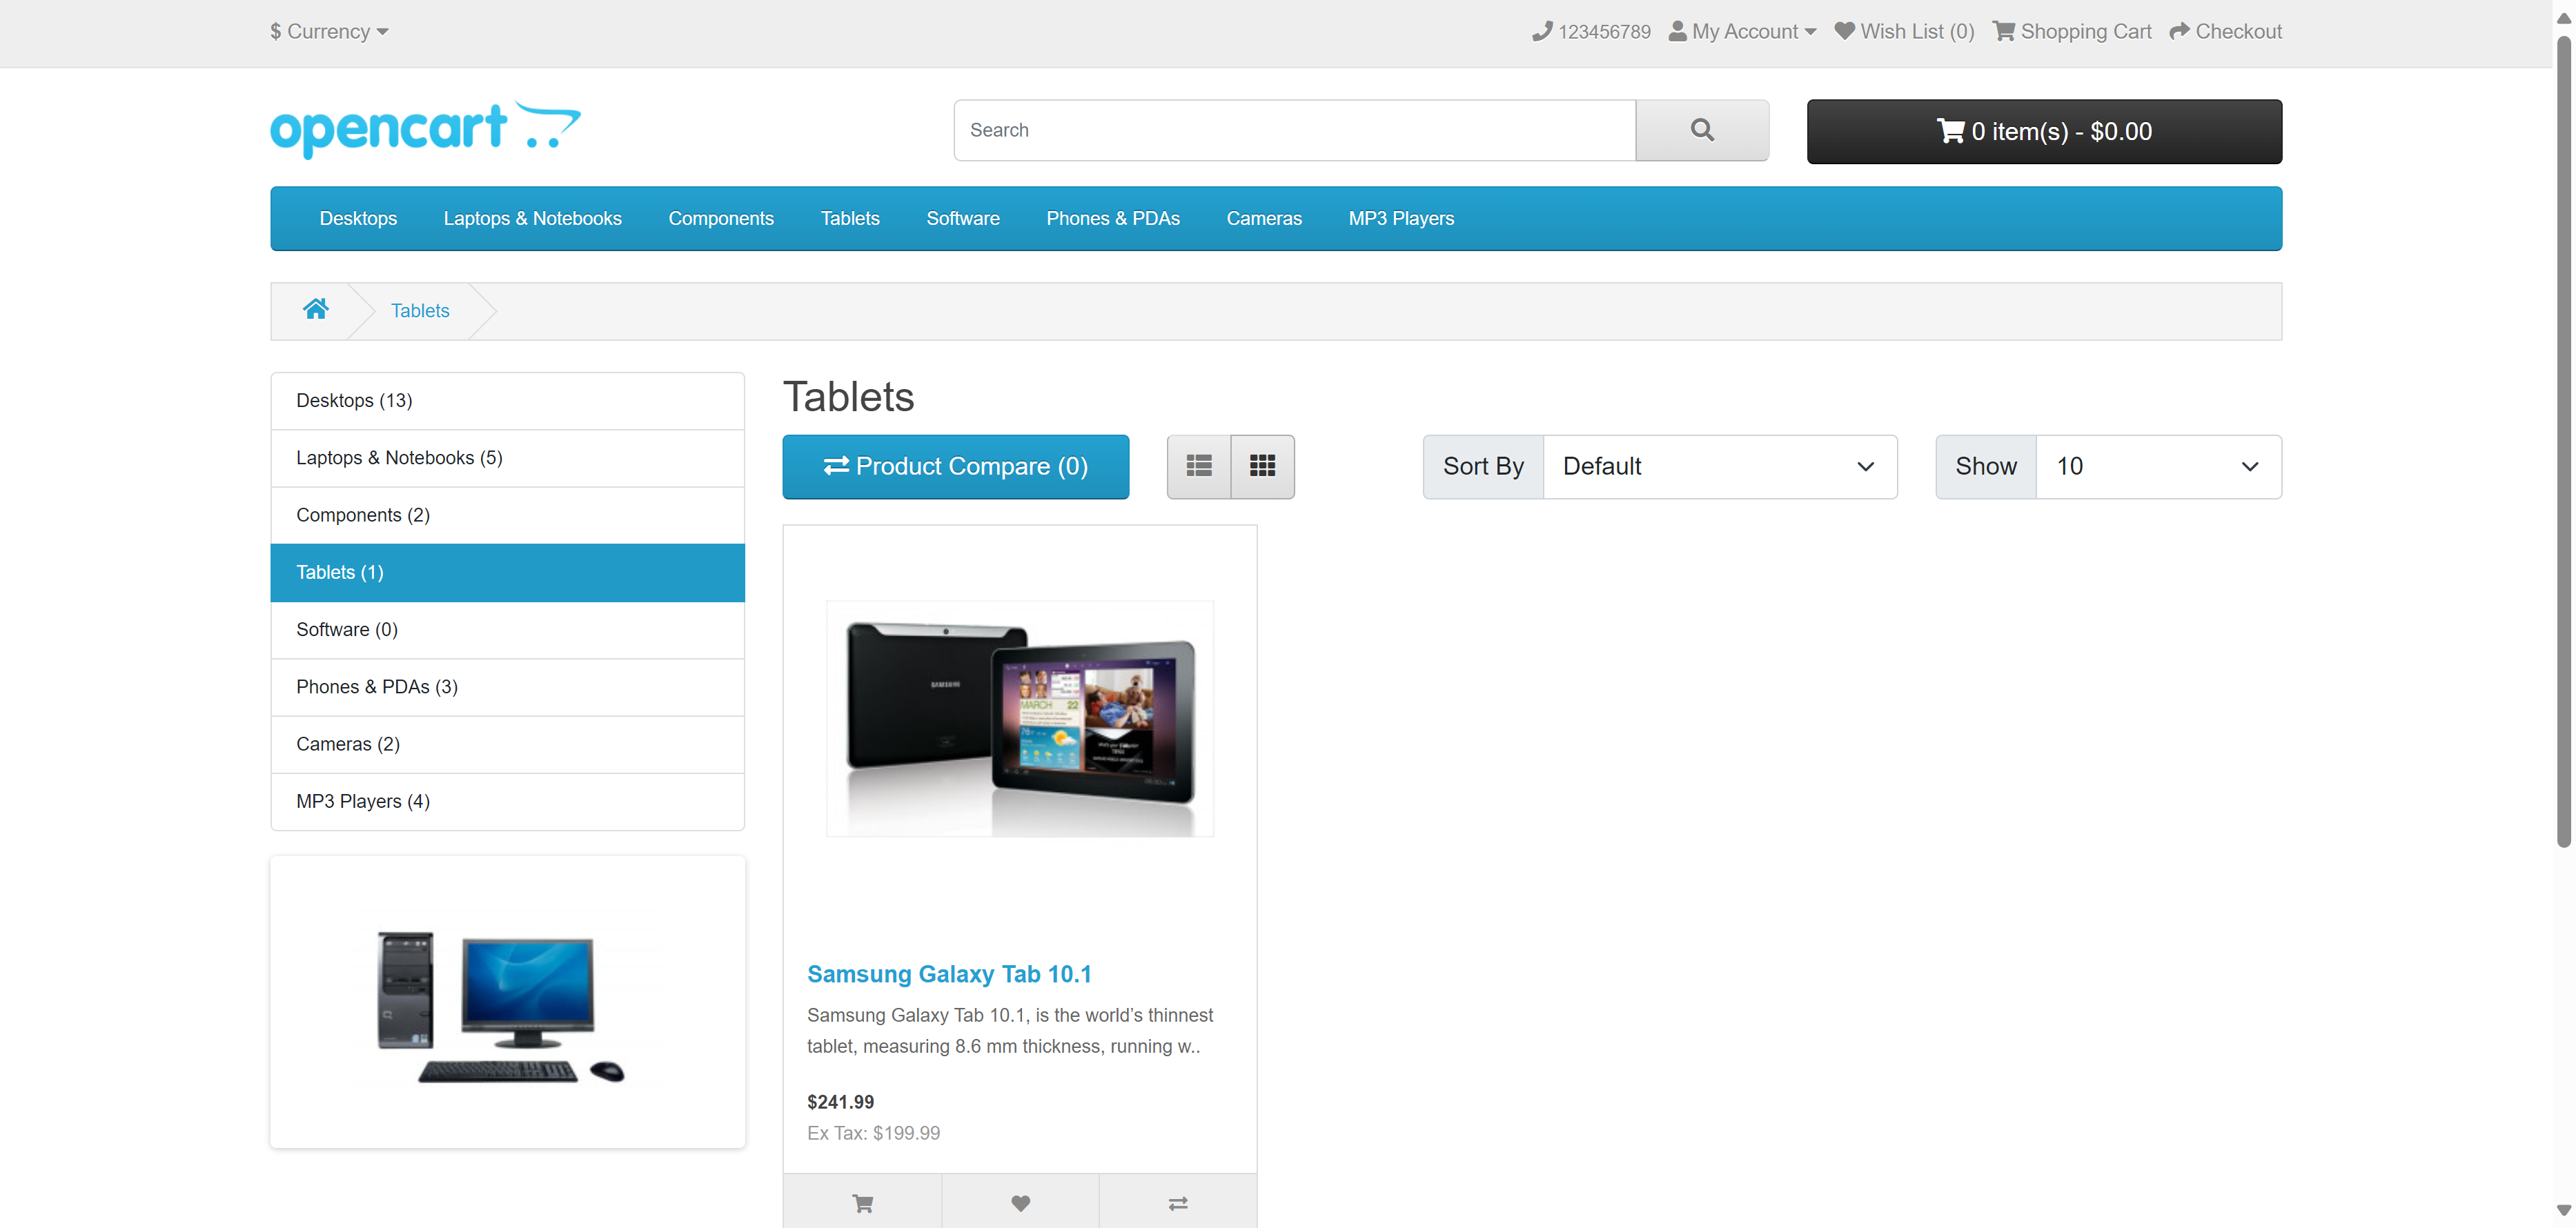 $ Currency
123456789 My Account Wish List (0) Shopping Cart Checkout
opencart
Search
0 item(s) - $0.00
Desktops Laptops & Notebooks Components Tablets Software Phones & PDAs Cameras MP3 Players
Tablets
Desktops (13)
Laptops & Notebooks (5)
Components (2)
Tablets (1)
Software (0)
Phones & PDAs (3)
Cameras (2)
MP3 Players (4)
Tablets
Product Compare (0)
Sort By Default
Show 10
SAMSUNG
MARCH 22
Samsung Galaxy Tab 10.1
Samsung Galaxy Tab 10.1, is the world’s thinnest
tablet, measuring 8.6 mm thickness, running w..
$241.99
Ex Tax: $199.99